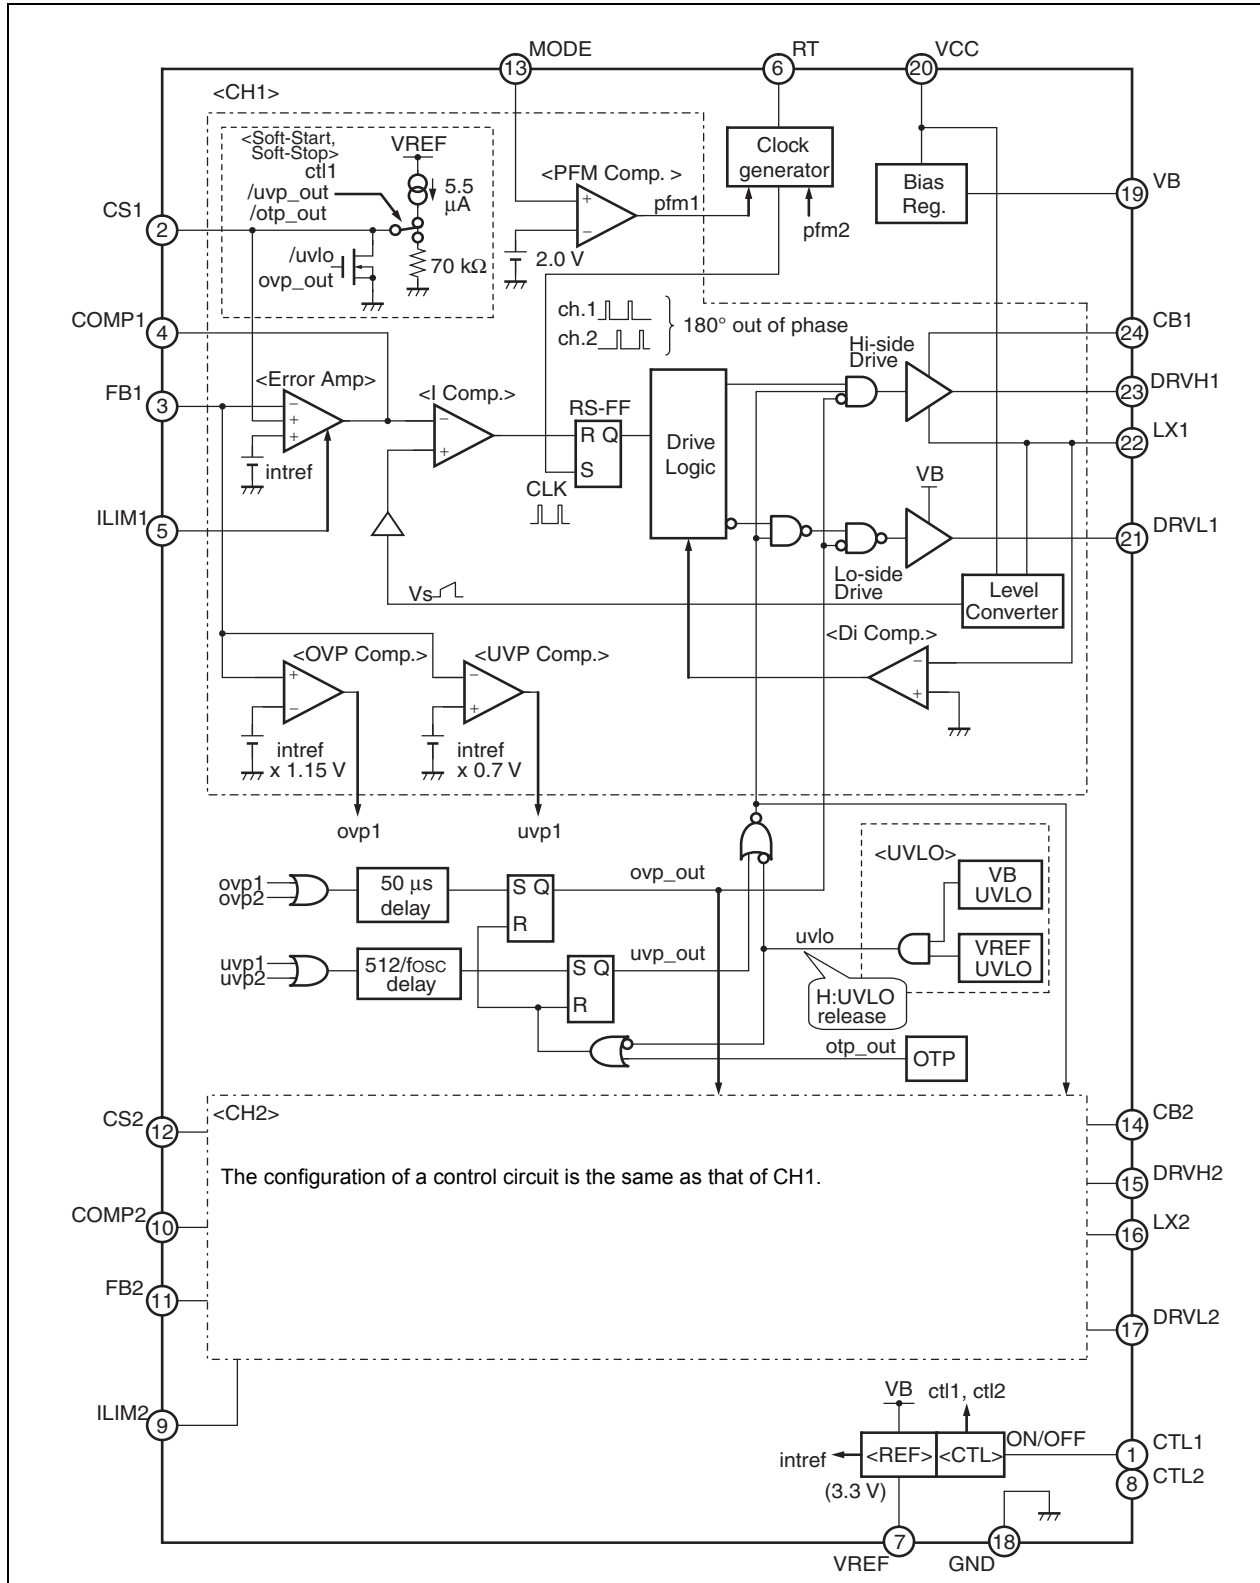 MODE
13
RT
6
VCC
20
<CH1>
<Soft-Start,
Soft-Stop>
ctl1
/uvp_out
/otp_out
VREF
5.5
μA
70 kΩ
/uvlo
ovp_out
CS1
2
<PFM Comp. >
+
−
2.0 V
pfm1
Clock
generator
pfm2
Bias
Reg.
VB
19
COMP1
4
ch.1
ch.2
180° out of phase
CB1
24
Hi-side
Drive
DRVH1
23
FB1
3
<Error Amp>
−
+
+
intref
<I Comp.>
−
+
RS-FF
R Q
S
CLK
Drive
Logic
LX1
22
VB
ILIM1
5
DRVL1
21
Lo-side
Drive
Level
Converter
Vs
<Di Comp.>
−
+
<OVP Comp.>
+
−
intref
x 1.15 V
<UVP Comp.>
−
+
intref
x 0.7 V
ovp1
uvp1
ovp1
ovp2
50 μs
delay
S Q
R
ovp_out
<UVLO>
VB
UVLO
VREF
UVLO
uvlo
H:UVLO
release
uvp1
uvp2
512/fOSC
delay
S Q
R
uvp_out
otp_out
OTP
CS2
12
<CH2>
The configuration of a control circuit is the same as that of CH1.
CB2
14
DRVH2
15
COMP2
10
LX2
16
FB2
11
DRVL2
17
ILIM2
9
VB
ctl1, ctl2
intref
<REF>
<CTL>
ON/OFF
(3.3 V)
CTL1
1
CTL2
8
VREF
7
GND
18